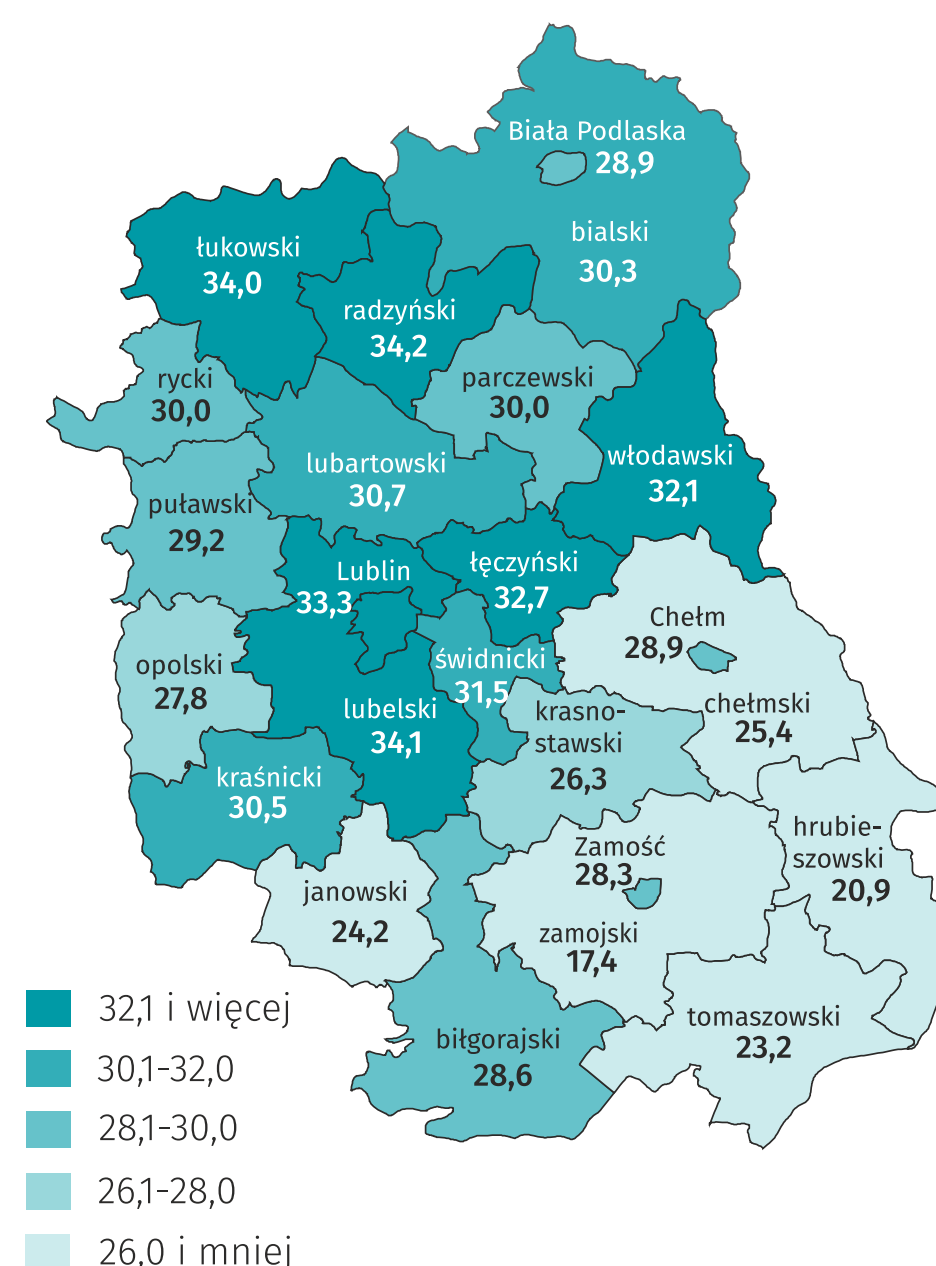 Biała Podlaska
28,9
bialski
30,3
łukowski
34,0
radzyński
34,2
rycki
30,0
parczewski
30,0
lubartowski
30,7
włodawski
32,1
puławski
29,2
Lublin
33,3
łęczyński
32,7
Chełm
28,9
opolski
27,8
świdnicki
31,5
lubelski
34,1
krasno-
stawski
26,3
chełmski
25,4
kraśnicki
30,5
Zamość
28,3
hrubie-
szowski
20,9
janowski
24,2
zamojski
17,4
tomaszowski
23,2
biłgorajski
28,6
32,1 i więcej
30,1-32,0
28,1-30,0
26,1-28,0
26,0 i mniej